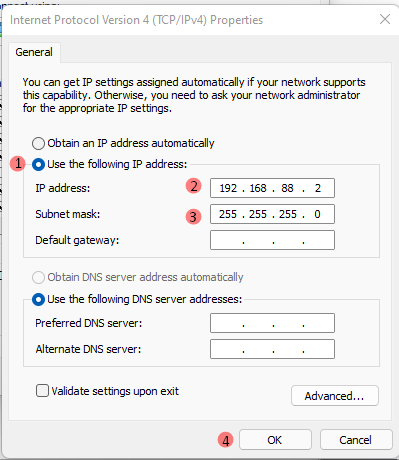 Internet Protocol Version 4 (TCP/IPv4) Properties
General
You can get IP settings assigned automatically if your network supports
this capability. Otherwise, you need to ask your network administrator
for the appropriate IP settings.
Obtain an IP address automatically
1 Use the following IP address:
IP address: 2 192 . 168 . 88 . 2
Subnet mask: 3 255 . 255 . 255 . 0
Default gateway: . . .
Obtain DNS server address automatically
Use the following DNS server addresses:
Preferred DNS server: . . .
Alternate DNS server: . . .
Validate settings upon exit
Advanced...
4 OK Cancel